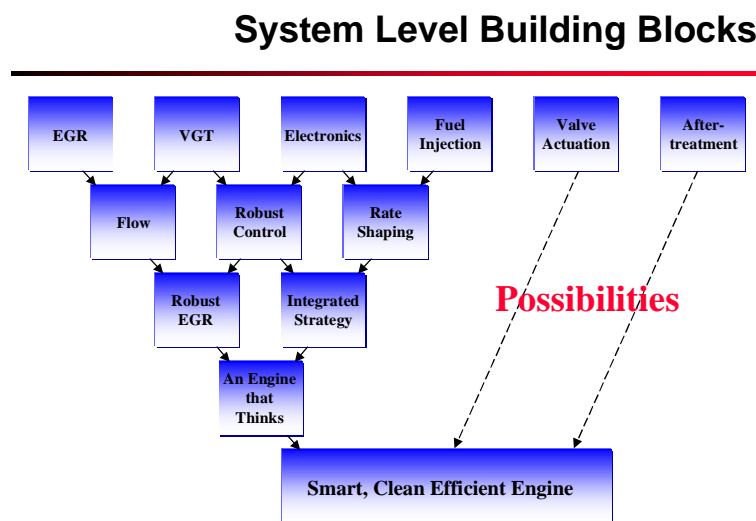 System Level Building Blocks
EGR
VGT
Electronics
Fuel
Injection
Valve
Actuation
After-
treatment
Flow
Robust
Control
Rate
Shaping
Robust
EGR
Integrated
Strategy
Possibilities
An Engine
that
Thinks
Smart, Clean Efficient Engine